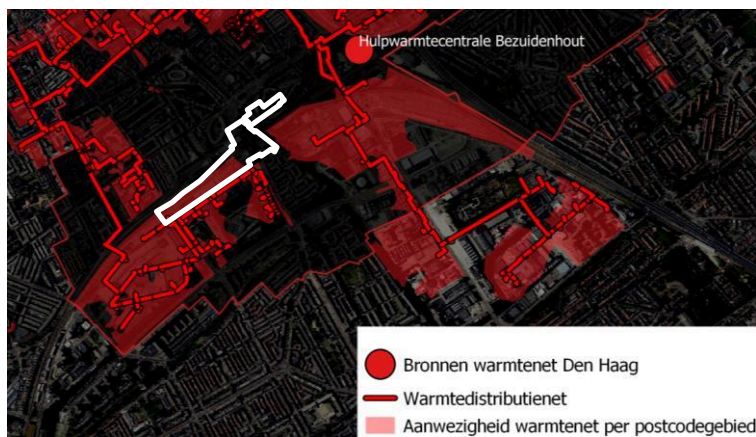 Hulpwarmtecentrale Bezuidenhout
Bronnen warmtenet Den Haag
Warmtedistributienet
Aanwezigheid warmtenet per postcodegebied